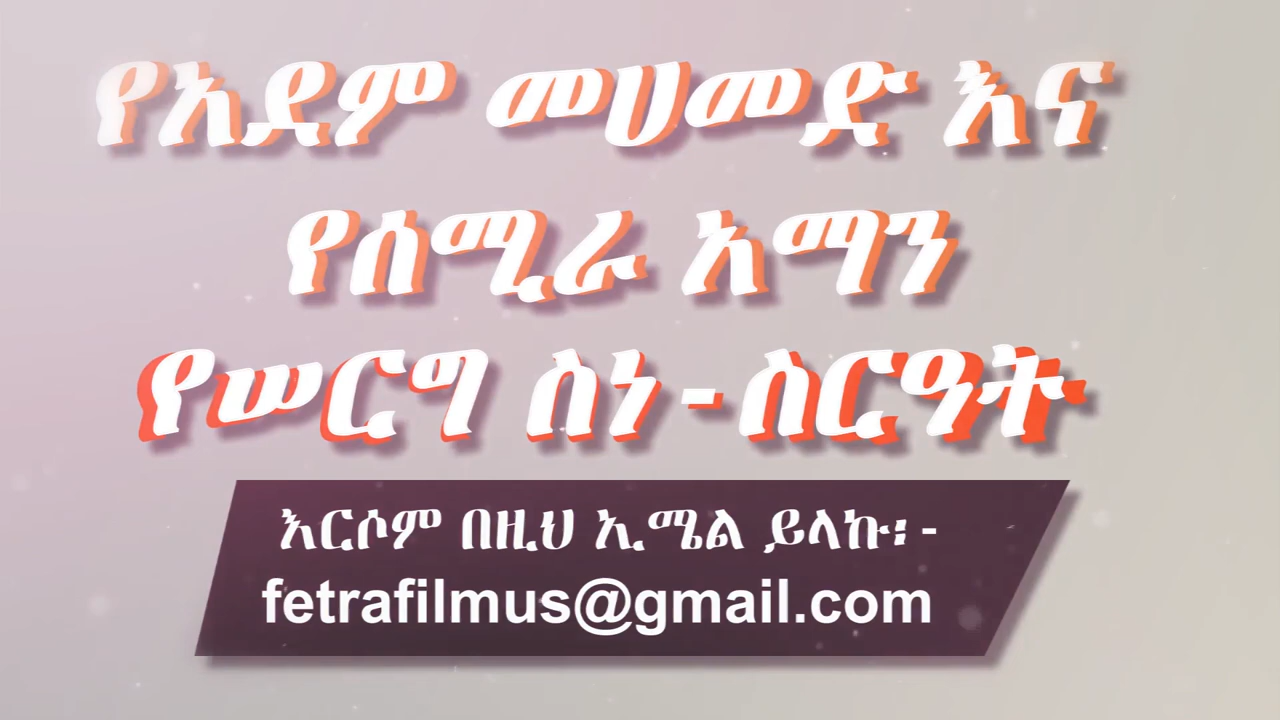 የአደም መሀመድ እና
የሰሚራ አማን
የሠርግ ስነ-ስርዓት
እርሶም በዚህ ኢሜል ይላኩ፡-
fetrafilmus@gmail.com